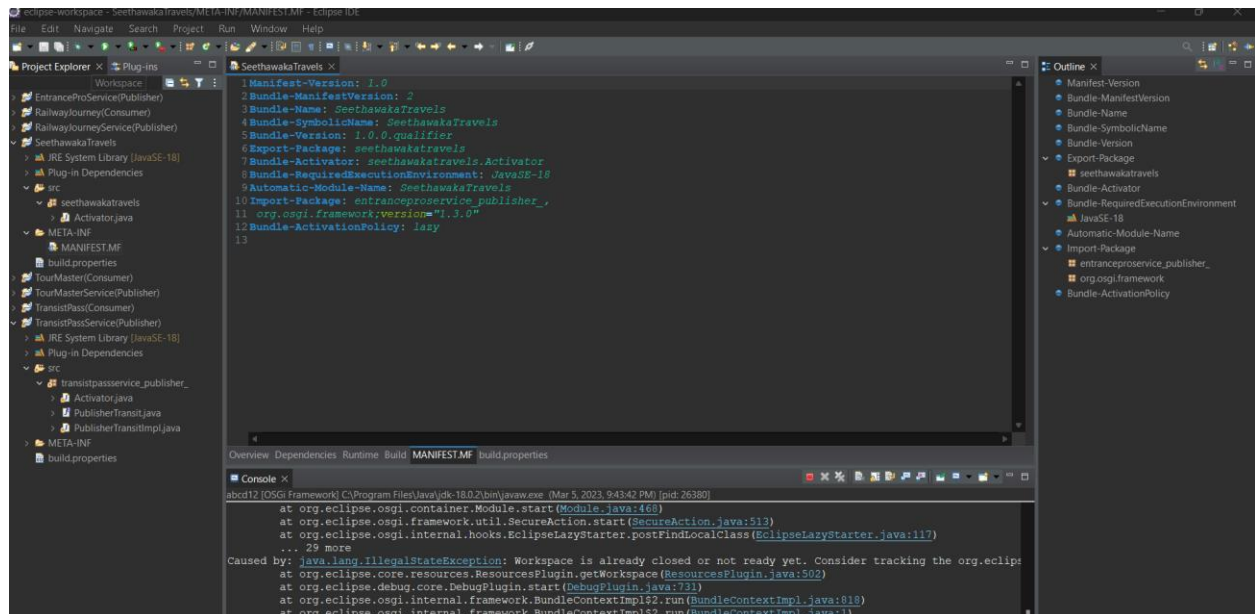 eclipse-workspace - SeethawakaTravels/META-INF/MANIFEST.MF - Eclipse IDE
File Edit Navigate Search Project Run Window Help
Project Explorer Plug-ins
Workspace
EntranceProService(Publisher)
RailwayJourney(Consumer)
RailwayJourneyService(Publisher)
SeethawakaTravels
JRE System Library [JavaSE-18]
Plug-in Dependencies
src
seethawakatravels
Activator.java
META-INF
MANIFEST.MF
build.properties
TourMaster(Consumer)
TourMasterService(Publisher)
TransistPass(Consumer)
TransistPassService(Publisher)
JRE System Library [JavaSE-18]
Plug-in Dependencies
src
transistpassservice_publisher_
Activator.java
PublisherTransit.java
PublisherTransitImpl.java
META-INF
build.properties
SeethawakaTravels
1 Manifest-Version: 1.0
2 Bundle-ManifestVersion: 2
3 Bundle-Name: SeethawakaTravels
4 Bundle-SymbolicName: SeethawakaTravels
5 Bundle-Version: 1.0.0.qualifier
6 Export-Package: seethawakatravels
7 Bundle-Activator: seethawakatravels.Activator
8 Bundle-RequiredExecutionEnvironment: JavaSE-18
9 Automatic-Module-Name: SeethawakaTravels
10 Import-Package: entranceproservice_publisher_,
11 org.osgi.framework;version="1.3.0"
12 Bundle-ActivationPolicy: lazy
13
Overview Dependencies Runtime Build MANIFEST.MF build.properties
Console
abcd12 [OSGi Framework] C:\Program Files\Java\jdk-18.0.2\bin\javaw.exe (Mar 5, 2023, 9:43:42 PM) [pid: 26380]
at org.eclipse.osgi.container.Module.start(Module.java:468)
at org.eclipse.osgi.framework.util.SecureAction.start(SecureAction.java:513)
at org.eclipse.osgi.internal.hooks.EclipseLazyStarter.postFindLocalClass(EclipseLazyStarter.java:117)
... 29 more
Caused by: java.lang.IllegalStateException: Workspace is already closed or not ready yet. Consider tracking the org.eclips
at org.eclipse.core.resources.ResourcesPlugin.getWorkspace(ResourcesPlugin.java:502)
at org.eclipse.debug.core.DebugPlugin.start(DebugPlugin.java:731)
at org.eclipse.osgi.internal.framework.BundleContextImpl$2.run(BundleContextImpl.java:818)
at org.eclipse.osgi.internal.framework.BundleContextImpl$2.run(BundleContextImpl.java:1)
Outline
Manifest-Version
Bundle-ManifestVersion
Bundle-Name
Bundle-SymbolicName
Bundle-Version
Export-Package
seethawakatravels
Bundle-Activator
Bundle-RequiredExecutionEnvironment
JavaSE-18
Automatic-Module-Name
Import-Package
entranceproservice_publisher_
org.osgi.framework
Bundle-ActivationPolicy